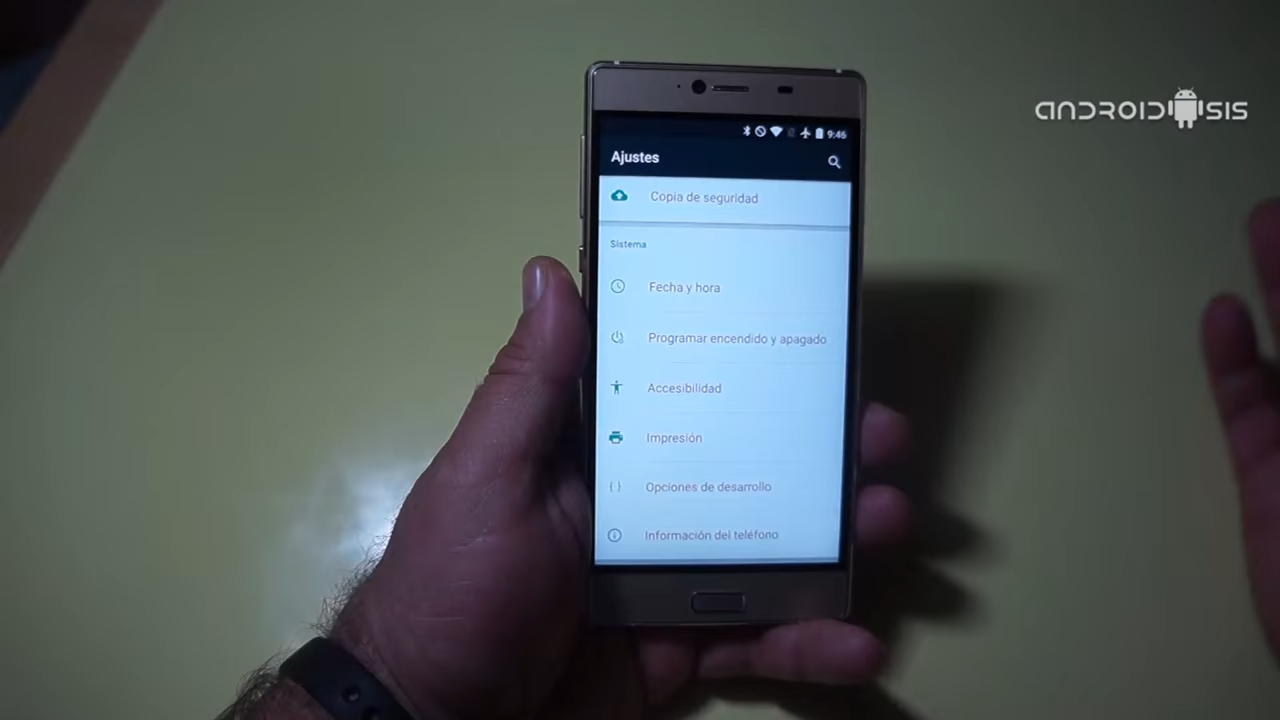 ANDROIDSIS
9:46
Ajustes
Copia de seguridad
Sistema
Fecha y hora
Programar encendido y apagado
Accesibilidad
Impresión
Opciones de desarrollo
Información del teléfono